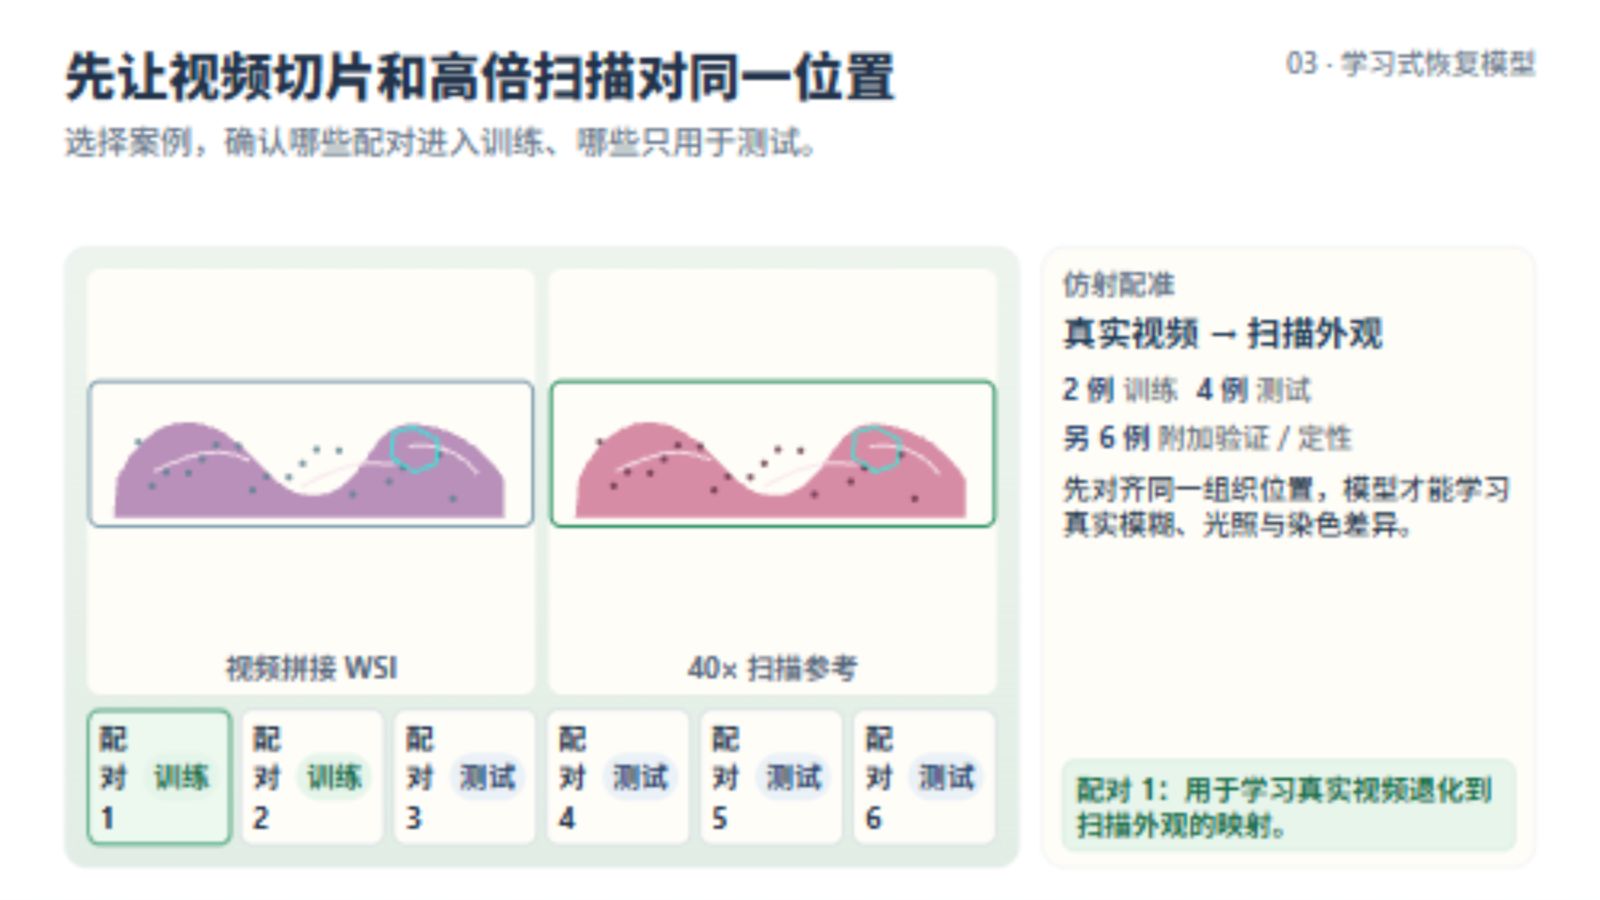 先让视频切片和高倍扫描对同一位置
03 · 学习式恢复模型
选择案例，确认哪些配对进入训练、哪些只用于测试。
视频拼接 WSI
40× 扫描参考
配对 1 训练
配对 2 训练
配对 3 测试
配对 4 测试
配对 5 测试
配对 6 测试
仿射配准
真实视频 → 扫描外观
2 例 训练 4 例 测试
另 6 例 附加验证 / 定性
先对齐同一组织位置，模型才能学习
真实模糊、光照与染色差异。
配对 1：用于学习真实视频退化到
扫描外观的映射。